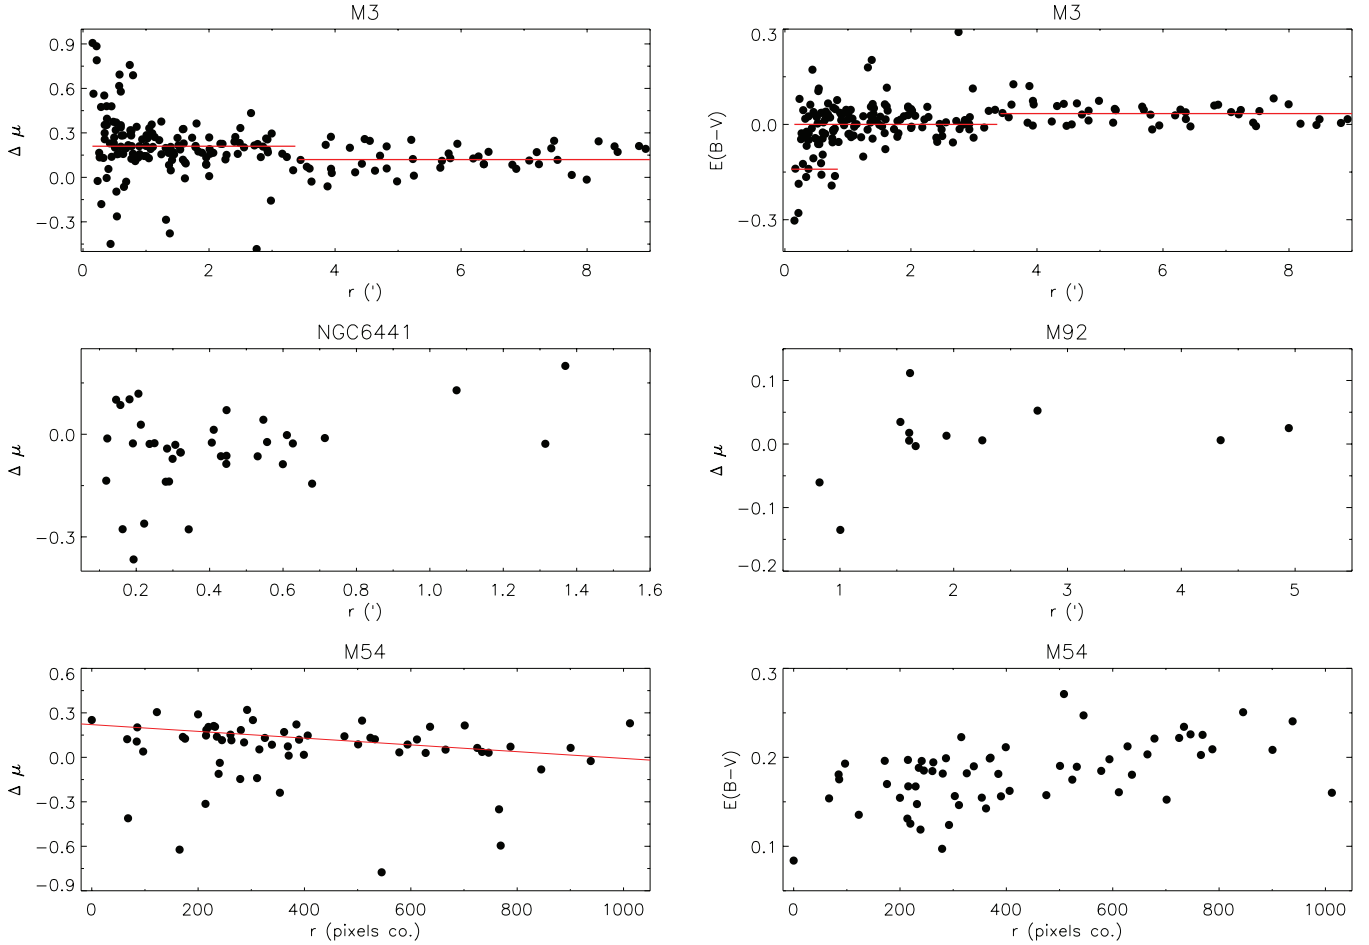 M3
M3
0.9
0.6
0.3
0.0
−0.3
Δ μ
0 2 4 6 8
r (')
0.3
0.0
−0.3
E(B−V)
0 2 4 6 8
r (')
NGC6441
M92
0.0
−0.3
Δ μ
0.2 0.4 0.6 0.8 1.0 1.2 1.4 1.6
r (')
0.1
0.0
−0.1
−0.2
Δ μ
1 2 3 4 5
r (')
M54
M54
0.6
0.3
0.0
−0.3
−0.6
−0.9
Δ μ
0 200 400 600 800 1000
r (pixels co.)
0.3
0.2
0.1
E(B−V)
0 200 400 600 800 1000
r (pixels co.)